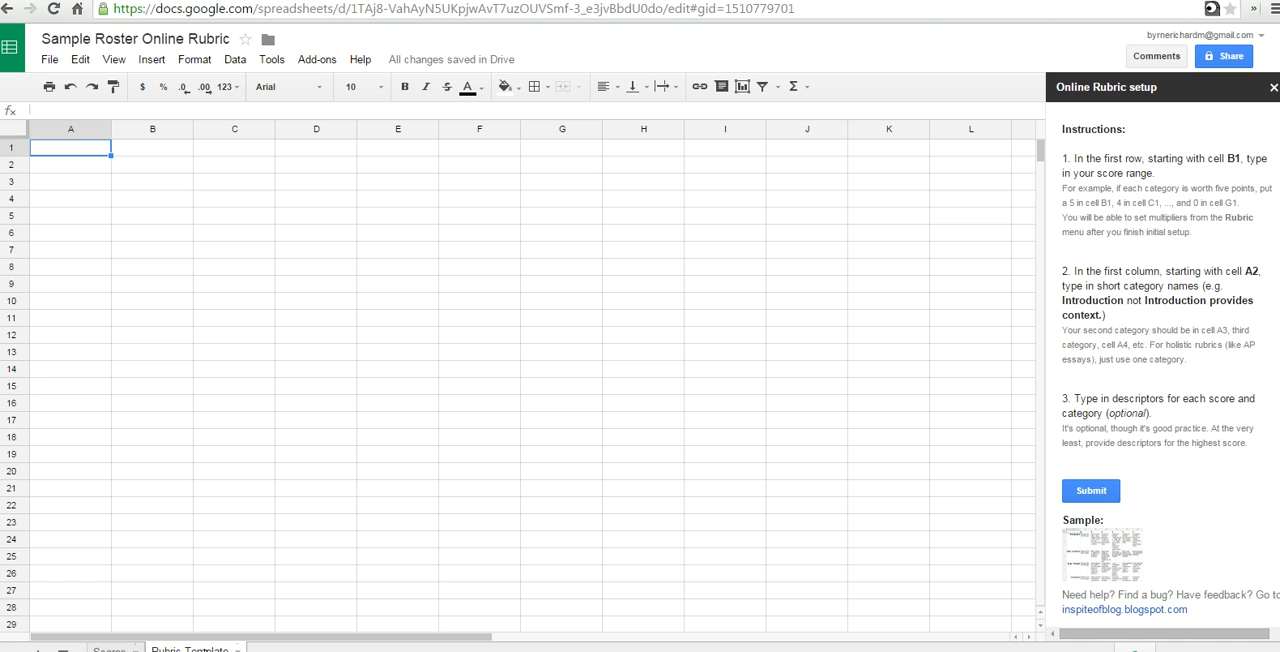 https://docs.google.com/spreadsheets/d/1TAj8-VahAyN5UKpjwAvT7uzOUVSmf-3_e3jvBbdU0do/edit#gid=1510779701
Sample Roster Online Rubric
byrnerichardm@gmail.com
File Edit View Insert Format Data Tools Add-ons Help All changes saved in Drive
Comments Share
$ % .0 .00 123 Arial 10 B I S A Σ
Online Rubric setup ×
fx
A B C D E F G H I J K L
1
2
3
4
5
6
7
8
9
10
11
12
13
14
15
16
17
18
19
20
21
22
23
24
25
26
27
28
29
Instructions:
1. In the first row, starting with cell B1, type
in your score range.
For example, if each category is worth five points, put
a 5 in cell B1, 4 in cell C1, ..., and 0 in cell G1.
You will be able to set multipliers from the Rubric
menu after you finish initial setup.
2. In the first column, starting with cell A2,
type in short category names (e.g.
Introduction not Introduction provides
context.)
Your second category should be in cell A3, third
category, cell A4, etc. For holistic rubrics (like AP
essays), just use one category.
3. Type in descriptors for each score and
category (optional).
It's optional, though it's good practice. At the very
least, provide descriptors for the highest score.
Submit
Sample:
Need help? Find a bug? Have feedback? Go to
inspiteofblog.blogspot.com
Scores Rubric Template